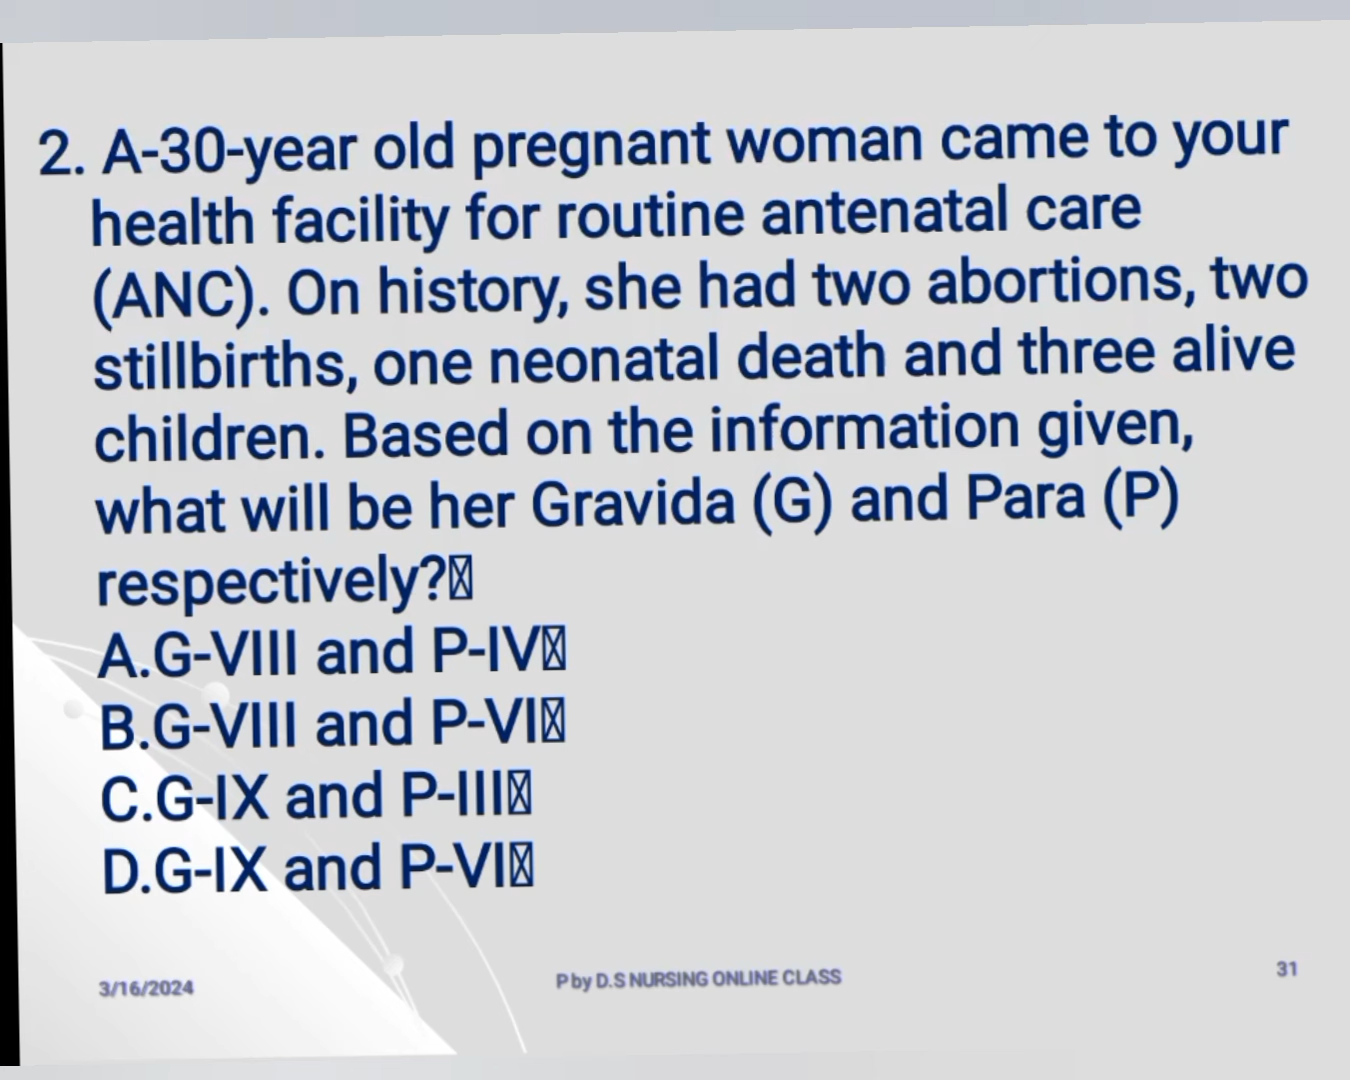 2. A-30-year old pregnant woman came to your
health facility for routine antenatal care
(ANC). On history, she had two abortions, two
stillbirths, one neonatal death and three alive
children. Based on the information given,
what will be her Gravida (G) and Para (P)
respectively?
A.G-VIII and P-IV
B.G-VIII and P-VI
C.G-IX and P-III
D.G-IX and P-VI
3/16/2024
P by D.S NURSING ONLINE CLASS
31